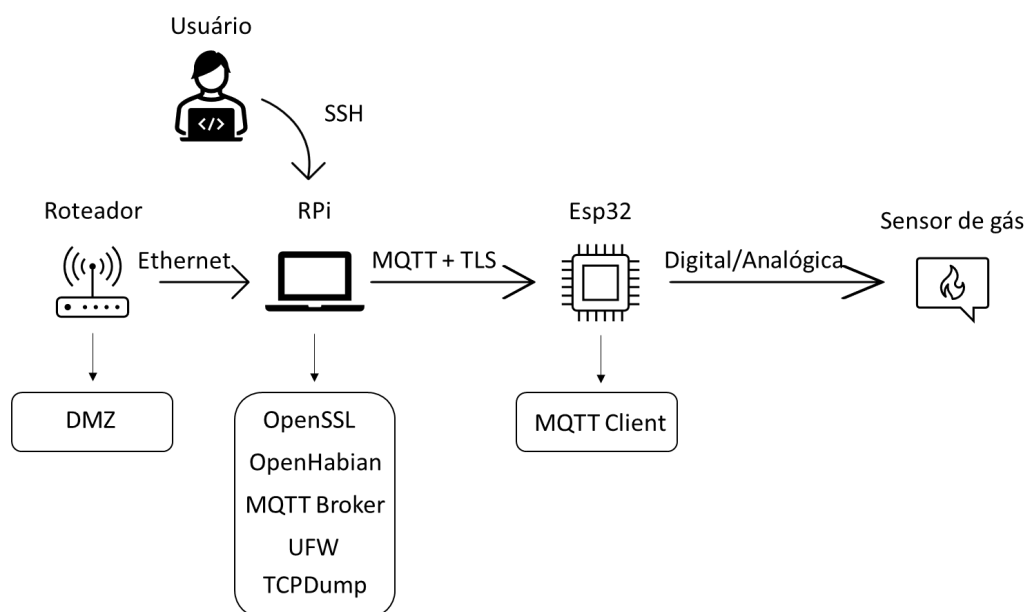 Usuário
</>
SSH
Roteador
RPi
Esp32
Sensor de gás
Ethernet
MQTT + TLS
Digital/Analógica
DMZ
OpenSSL
OpenHabian
MQTT Broker
UFW
TCPDump
MQTT Client